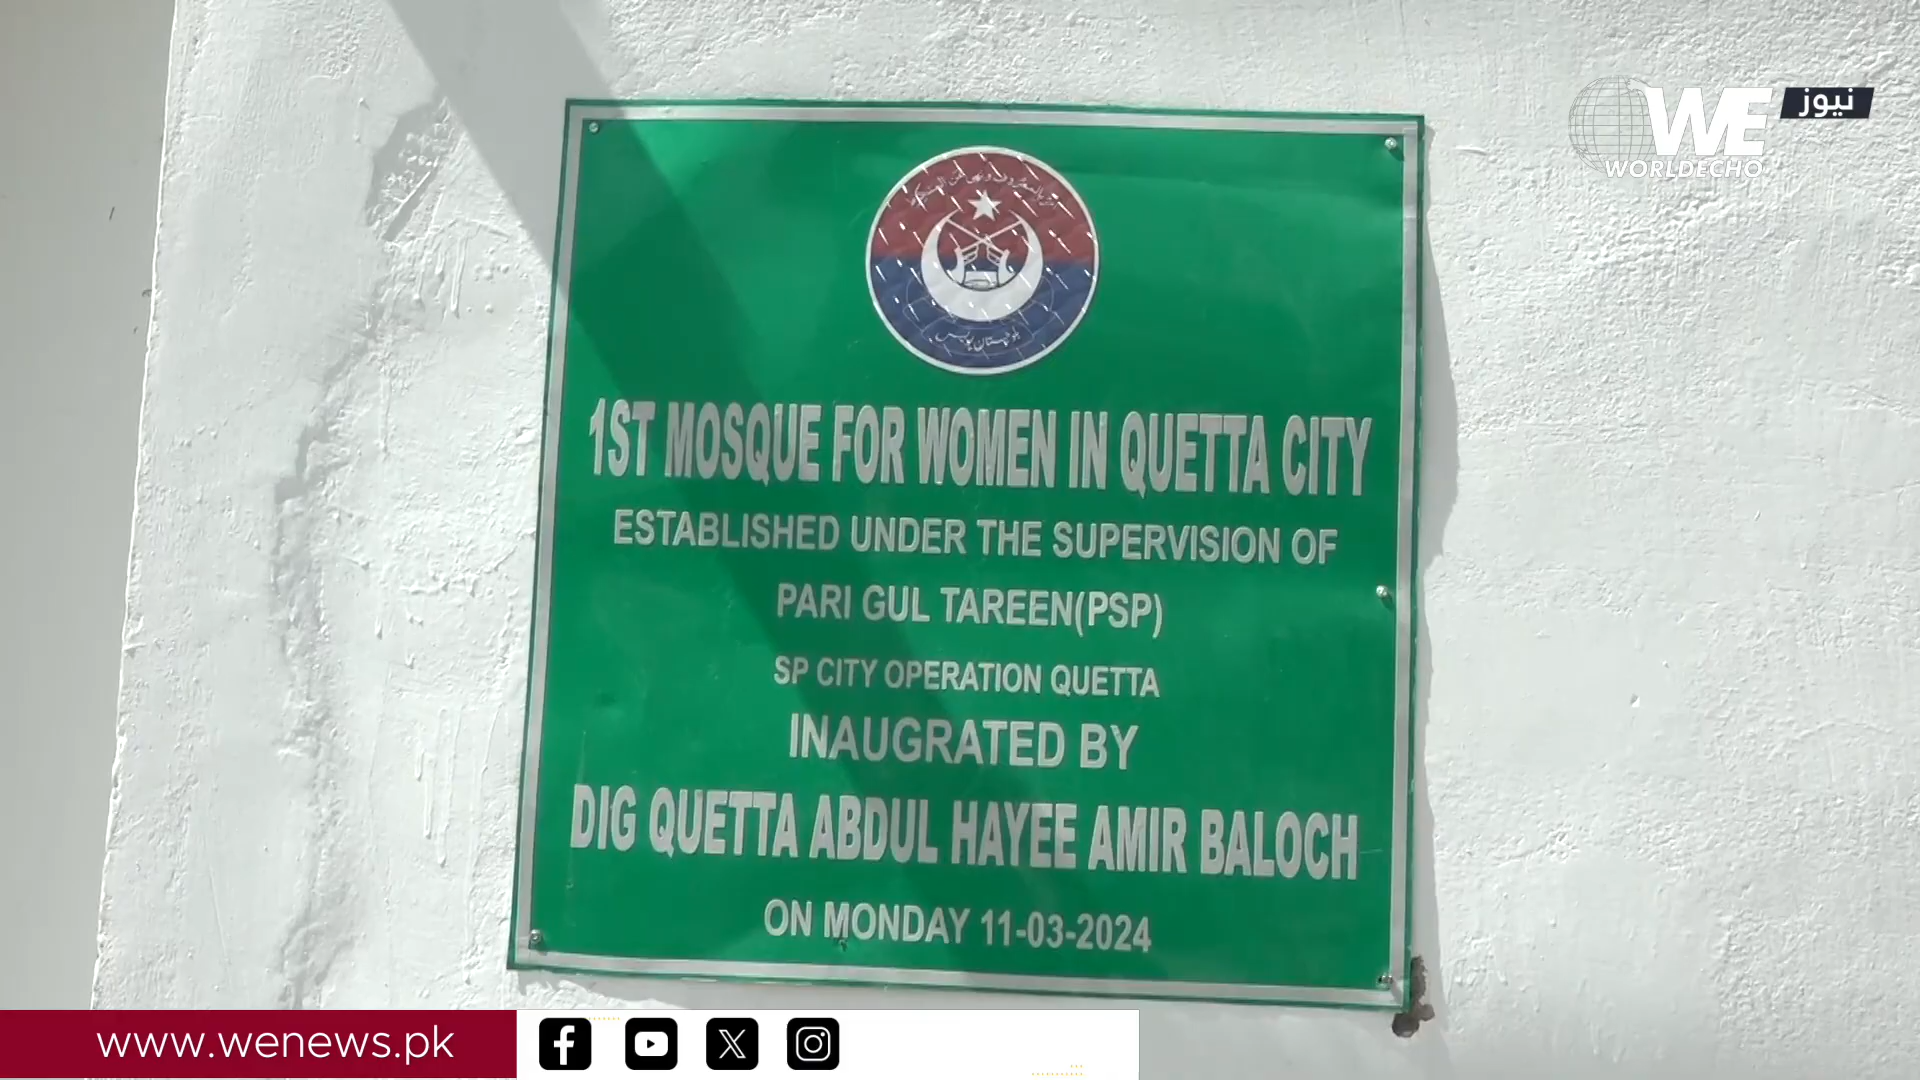 WE نیوز
WORLDECHO
بلوچستان پولیس
1ST MOSQUE FOR WOMEN IN QUETTA CITY
ESTABLISHED UNDER THE SUPERVISION OF
PARI GUL TAREEN(PSP)
SP CITY OPERATION QUETTA
INAUGRATED BY
DIG QUETTA ABDUL HAYEE AMIR BALOCH
ON MONDAY 11-03-2024
www.wenews.pk